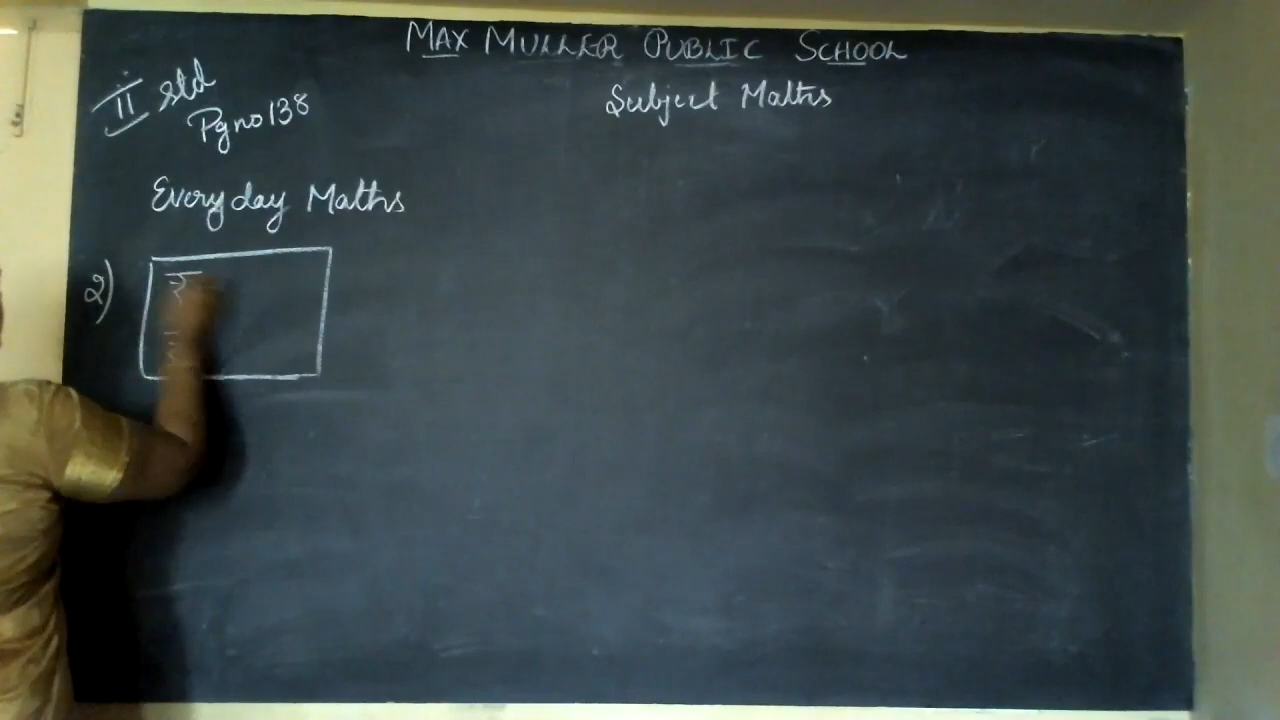 MAX MULLER PUBLIC SCHOOL
Subject Maths
II std
Pg no 138
Everyday Maths
2)
₹